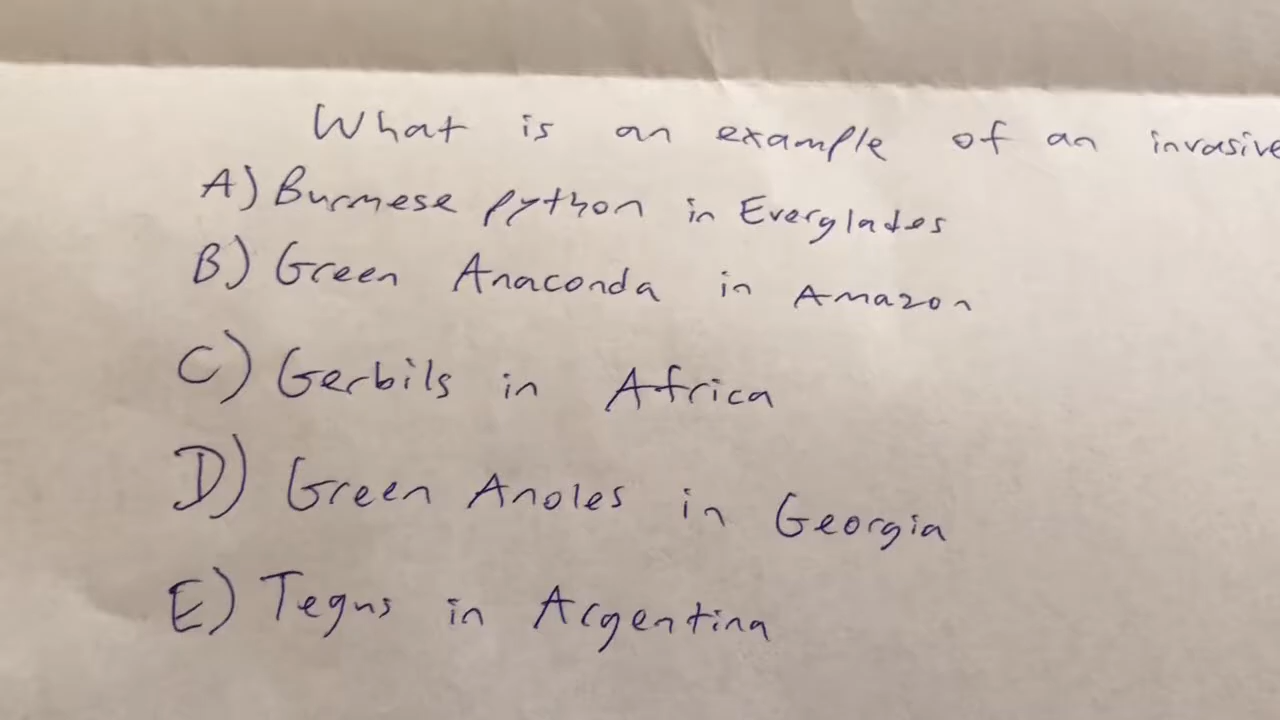 What is an example of an invasive
A) Burmese python in Everglades
B) Green Anaconda in Amazon
C) Gerbils in Africa
D) Green Anoles in Georgia
E) Tegus in Argentina